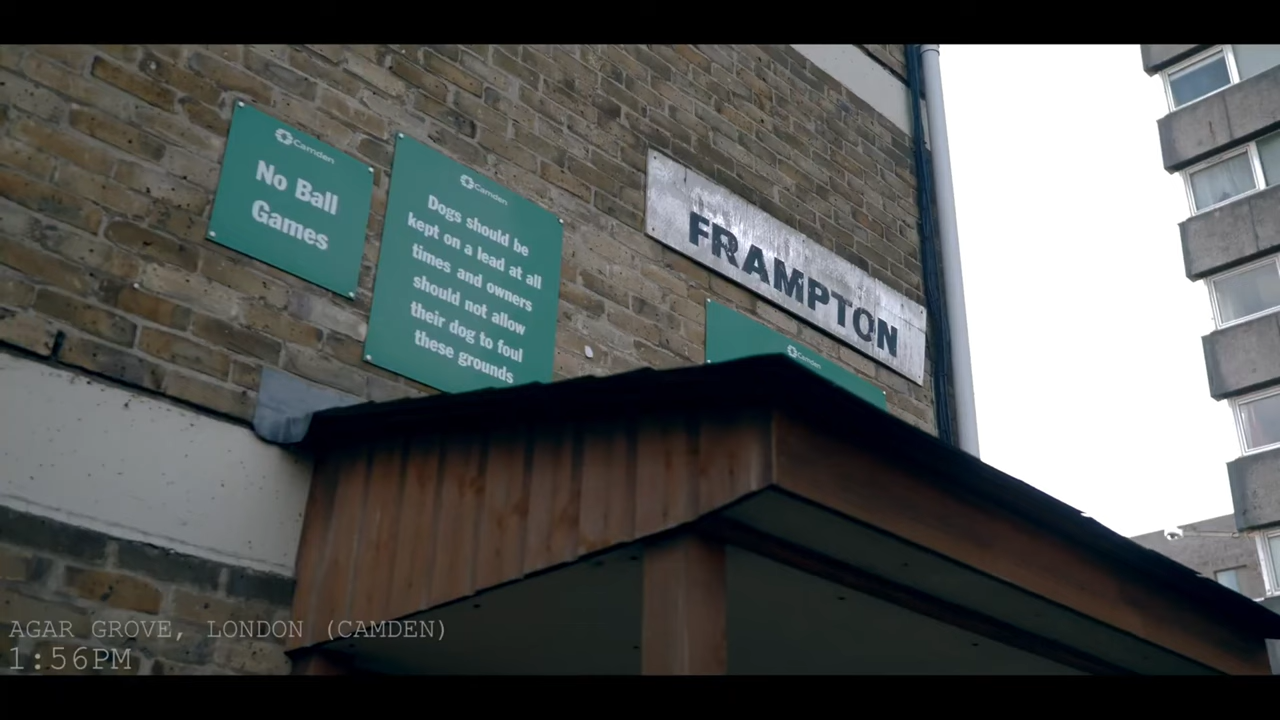 Camden
No Ball
Games
Camden
Dogs should be
kept on a lead at all
times and owners
should not allow
their dog to foul
these grounds
FRAMPTON
Camden
AGAR GROVE, LONDON (CAMDEN)
1:56PM